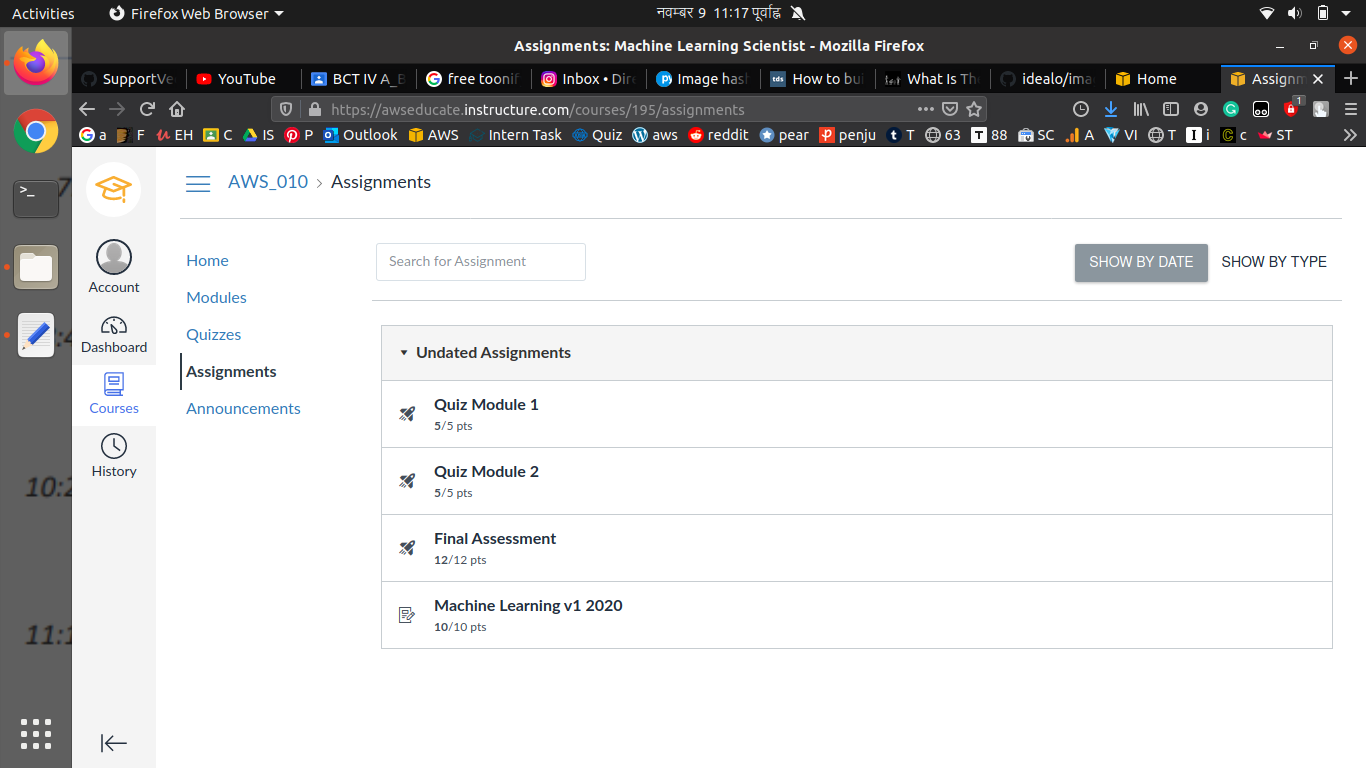 Activities Firefox Web Browser नवम्बर 9 11:17 पूर्वाह्न
Assignments: Machine Learning Scientist - Mozilla Firefox
SupportVe YouTube BCT IV A_B free toonif Inbox • Dire Image hash How to bui What Is The idealo/ima Home Assignm
https://awseducate.instructure.com/courses/195/assignments 1
a F EH C IS P Outlook AWS Intern Task Quiz aws reddit pear penju T 63 SC A VI T 88 i c ST
AWS_010 › Assignments
Account
Dashboard
Courses
History
Home
Modules
Quizzes
Assignments
Announcements
Search for Assignment SHOW BY DATE SHOW BY TYPE
Undated Assignments
Quiz Module 1
5/5 pts
Quiz Module 2
5/5 pts
Final Assessment
12/12 pts
Machine Learning v1 2020
10/10 pts